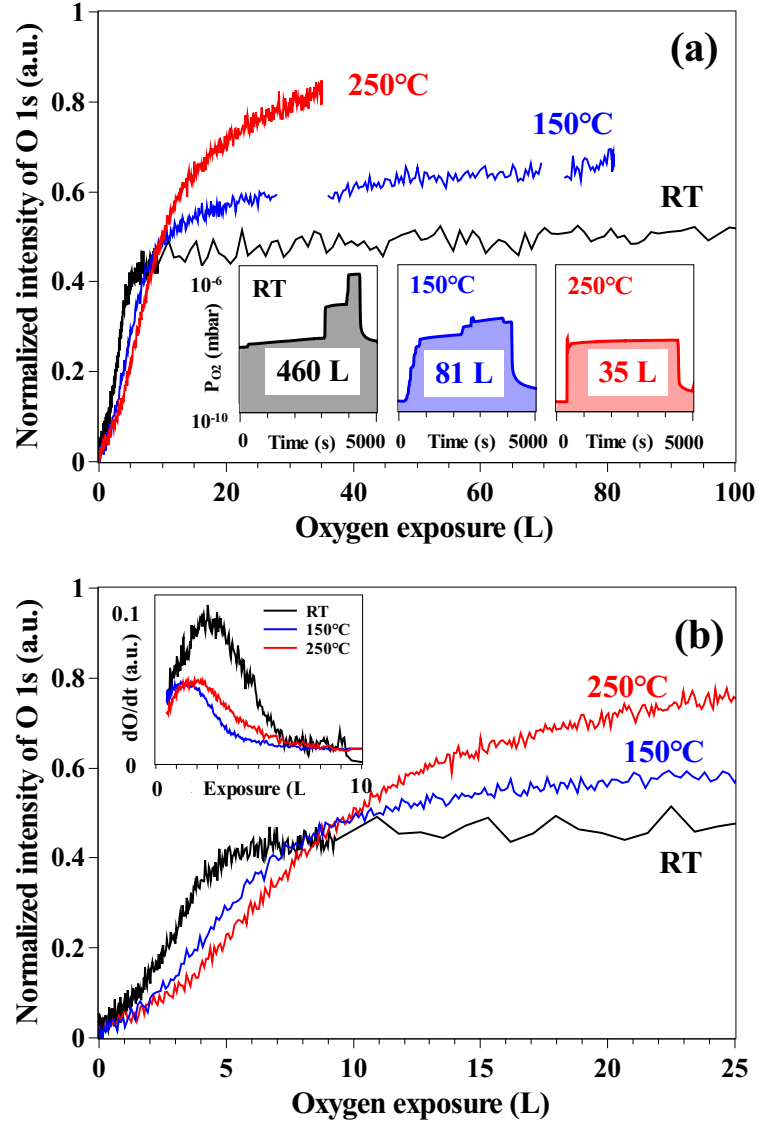 (a)
Normalized intensity of O 1s (a.u.)
1
0.8
0.6
0.4
0.2
0
250°C
150°C
RT
10⁻⁶
P_O2 (mbar)
10⁻¹⁰
RT
460 L
0 Time (s) 5000
150°C
81 L
0 Time (s) 5000
250°C
35 L
0 Time (s) 5000
0 20 40 60 80 100
Oxygen exposure (L)
(b)
Normalized intensity of O 1s (a.u.)
1
0.8
0.6
0.4
0.2
0
0.1
dO/dt (a.u.)
0
RT
150°C
250°C
0 Exposure (L 10
250°C
150°C
RT
0 5 10 15 20 25
Oxygen exposure (L)